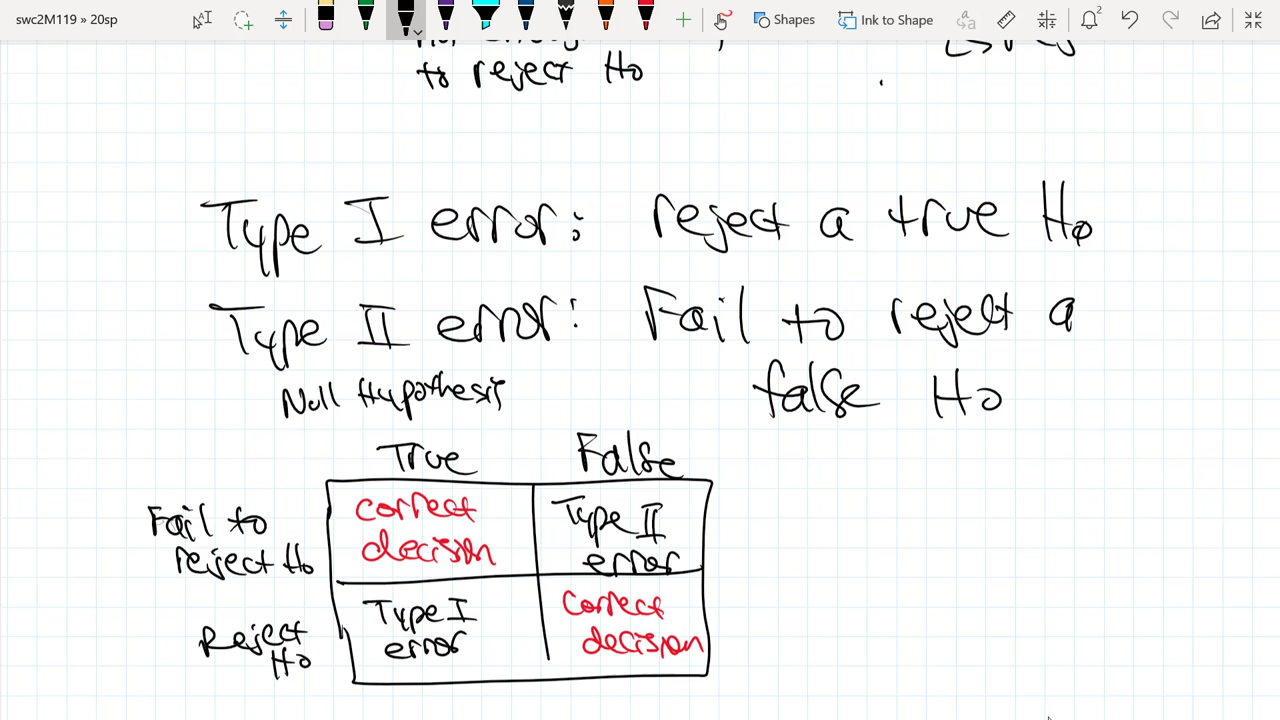 swc2M119 » 20sp
Shapes
Ink to Shape
2
to reject Ho
Type I error: reject a true Ho
Type II error: Fail to reject a
false Ho
Null Hypothesis
True False
Fail to
reject Ho
correct
decision
Type II
error
Reject
Ho
Type I
error
Correct
decision